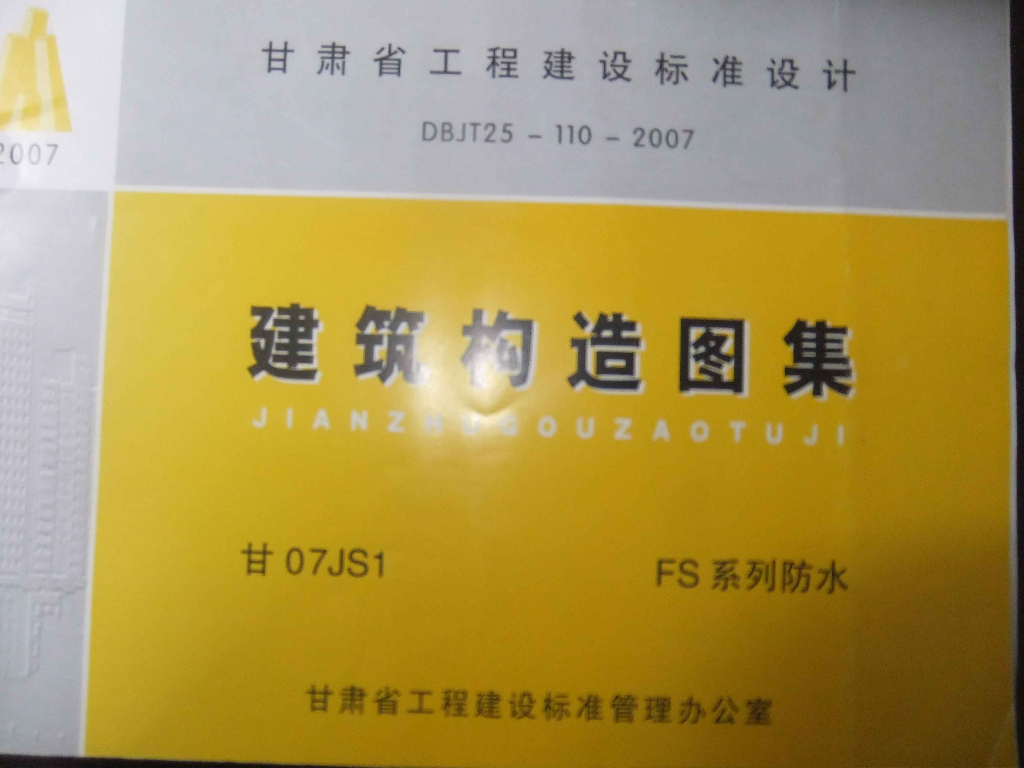 甘肃省工程建设标准设计
DBJT25－110－2007
2007
建筑构造图集
JIANZHUGOUZAOTUJI
甘 07JS1
FS 系列防水
甘肃省工程建设标准管理办公室